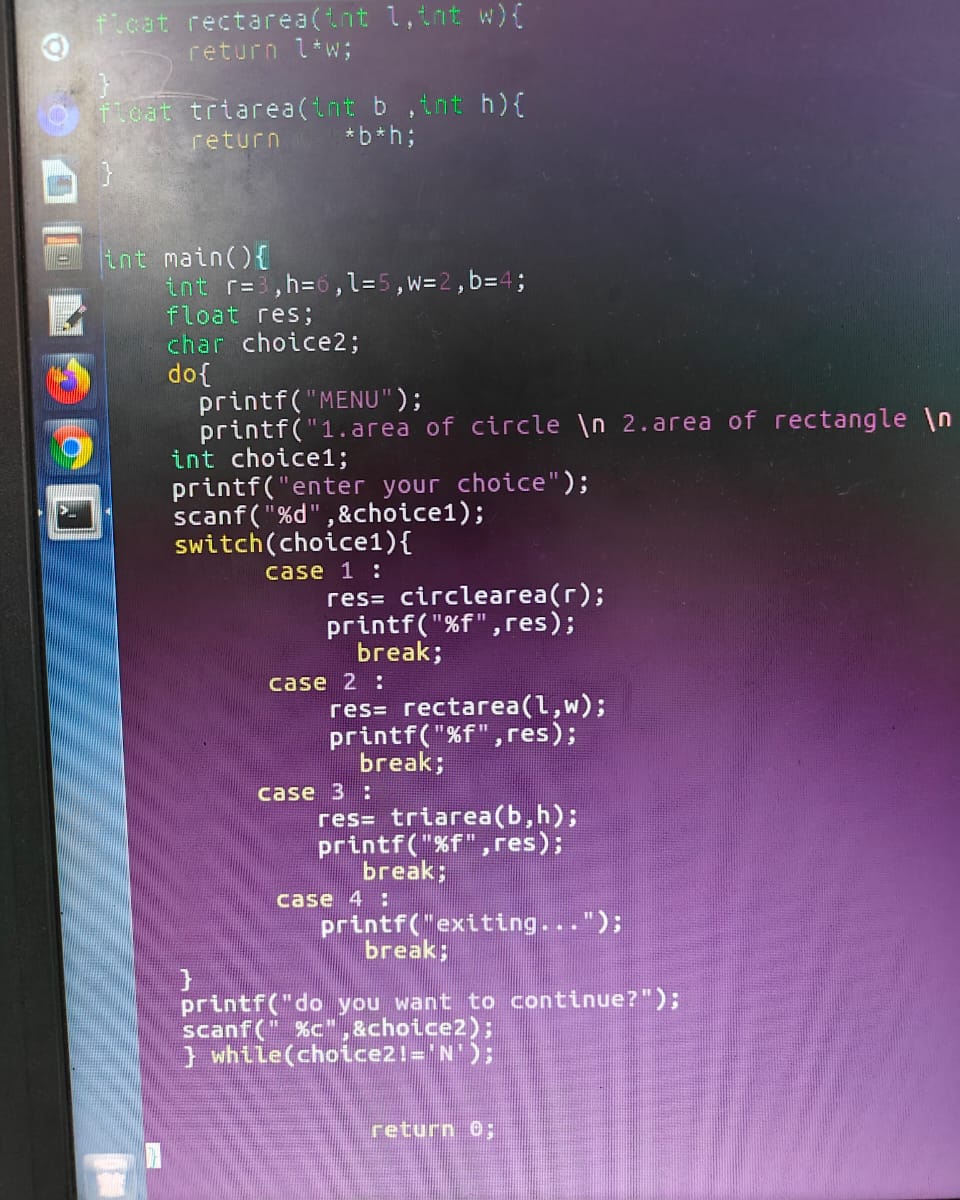 float rectarea(int l,int w){
return l*w;
}
float triarea(int b ,int h){
return *b*h;
}
int main(){
int r=3,h=6,l=5,w=2,b=4;
float res;
char choice2;
do{
printf("MENU");
printf("1.area of circle \n 2.area of rectangle \n
int choice1;
printf("enter your choice");
scanf("%d",&choice1);
switch(choice1){
case 1 :
res= circlearea(r);
printf("%f",res);
break;
case 2 :
res= rectarea(l,w);
printf("%f",res);
break;
case 3 :
res= triarea(b,h);
printf("%f",res);
break;
case 4 :
printf("exiting...");
break;
}
printf("do you want to continue?");
scanf(" %c",&choice2);
} while(choice2!='N');
return 0;
}